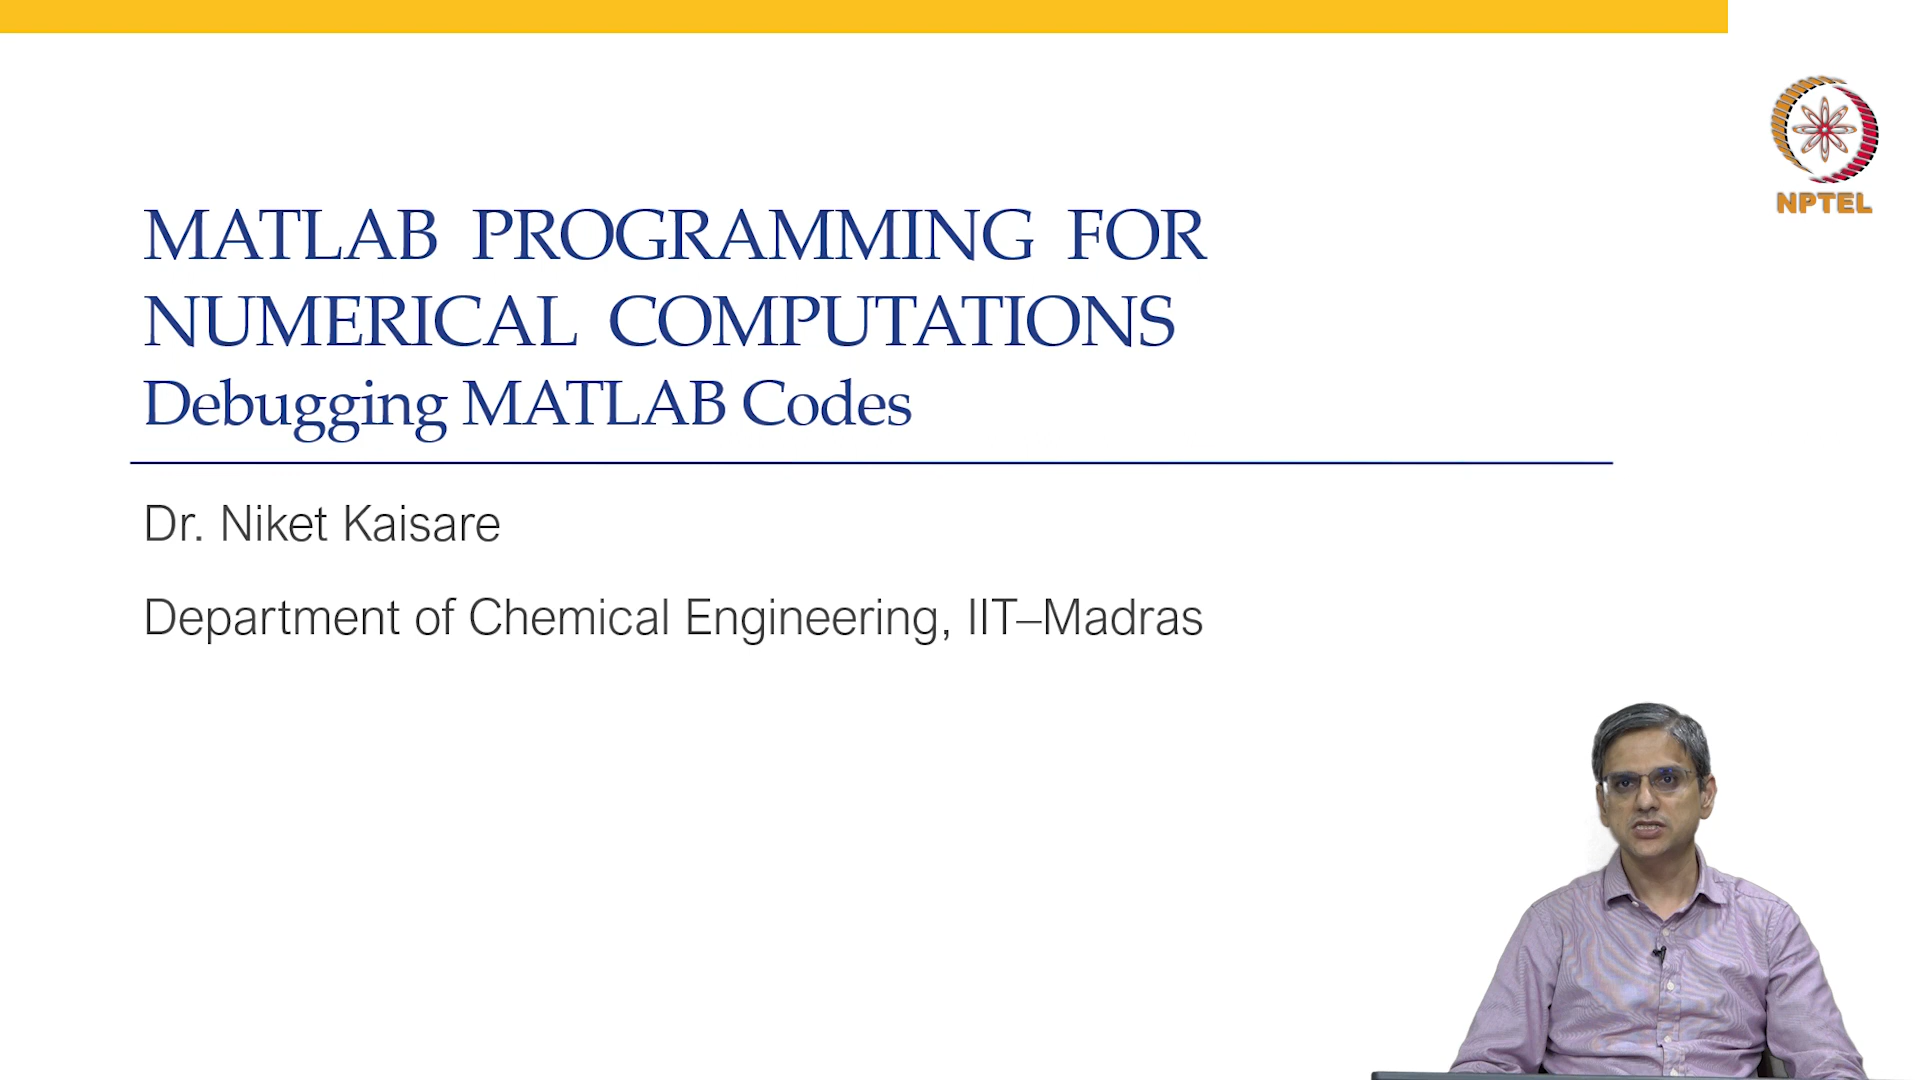 MATLAB PROGRAMMING FOR
NUMERICAL COMPUTATIONS
Debugging MATLAB Codes
Dr. Niket Kaisare
Department of Chemical Engineering, IIT–Madras
NPTEL